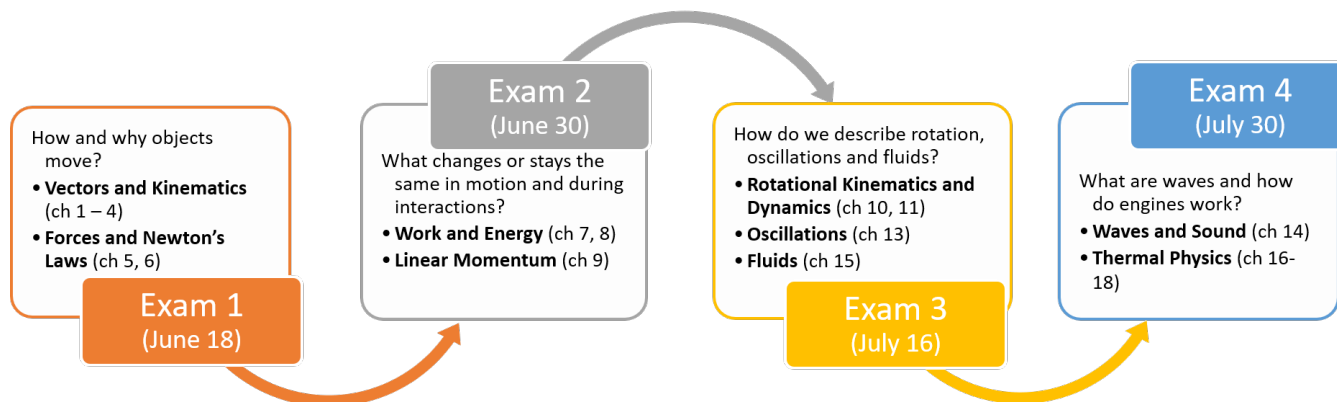 How and why objects
move?
• Vectors and Kinematics
(ch 1 – 4)
• Forces and Newton's
Laws (ch 5, 6)
Exam 1
(June 18)
Exam 2
(June 30)
What changes or stays the
same in motion and during
interactions?
• Work and Energy (ch 7, 8)
• Linear Momentum (ch 9)
How do we describe rotation,
oscillations and fluids?
• Rotational Kinematics and
Dynamics (ch 10, 11)
• Oscillations (ch 13)
• Fluids (ch 15)
Exam 3
(July 16)
Exam 4
(July 30)
What are waves and how
do engines work?
• Waves and Sound (ch 14)
• Thermal Physics (ch 16-
18)